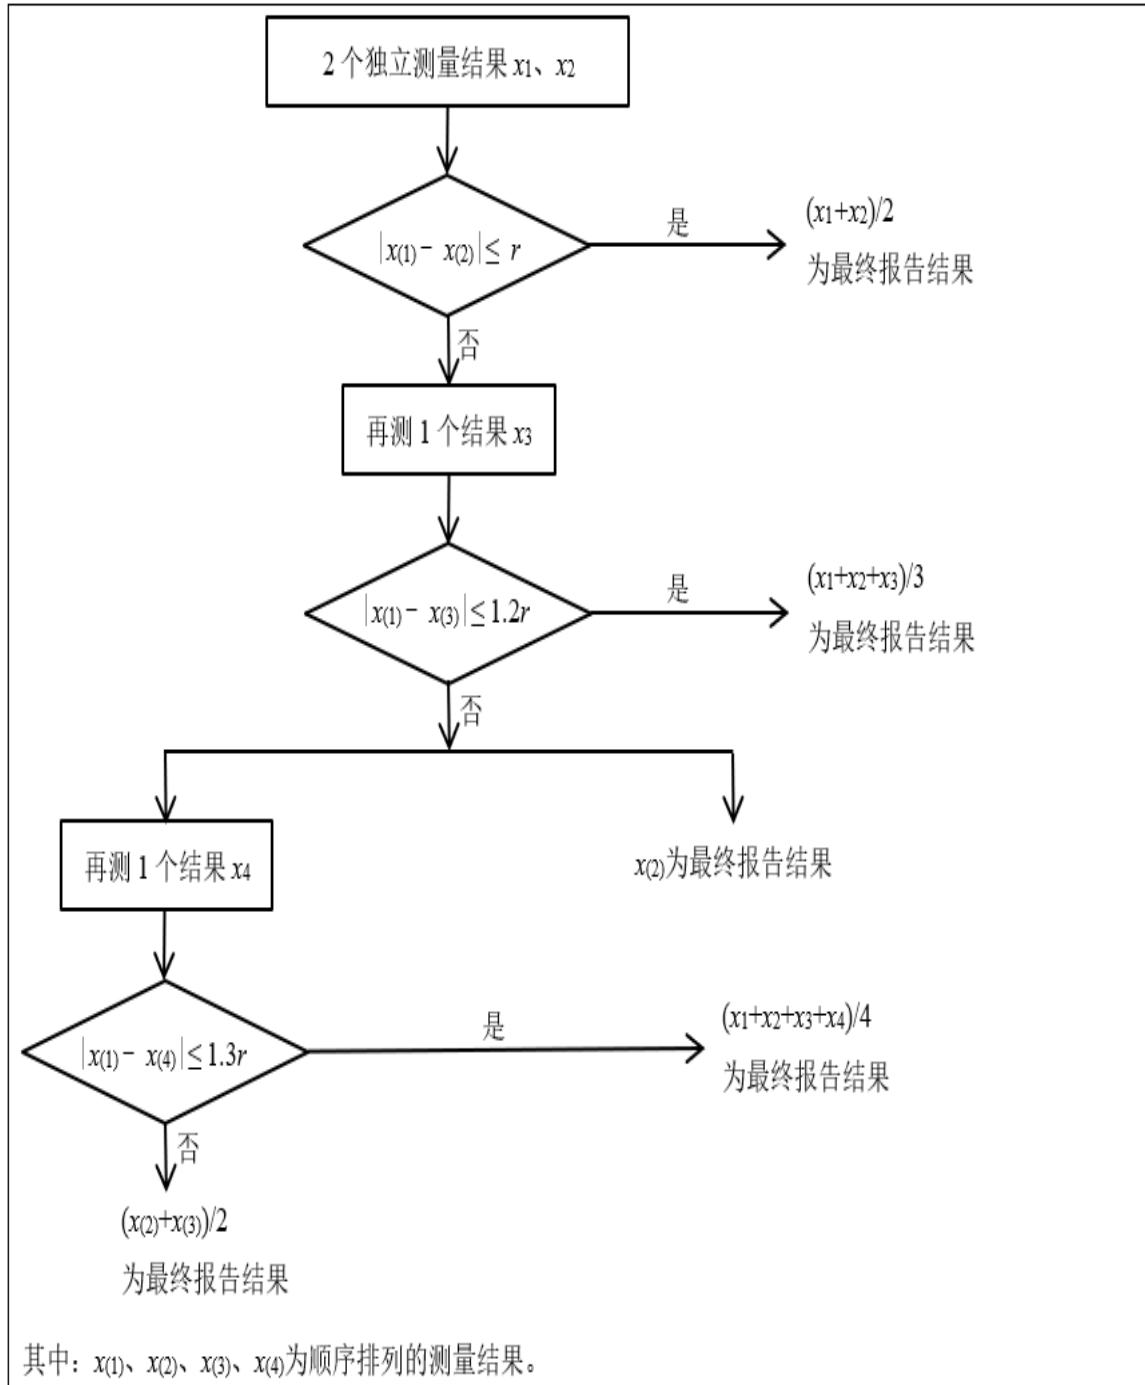 2 个独立测量结果 x1、x2
|x(1)− x(2)|≤ r
是
(x1+x2)/2
为最终报告结果
否
再测 1 个结果 x3
|x(1)− x(3)|≤1.2r
是
(x1+x2+x3)/3
为最终报告结果
否
再测 1 个结果 x4
x(2)为最终报告结果
|x(1)− x(4)|≤1.3r
是
(x1+x2+x3+x4)/4
为最终报告结果
否
(x(2)+x(3))/2
为最终报告结果
其中：x(1)、x(2)、x(3)、x(4)为顺序排列的测量结果。